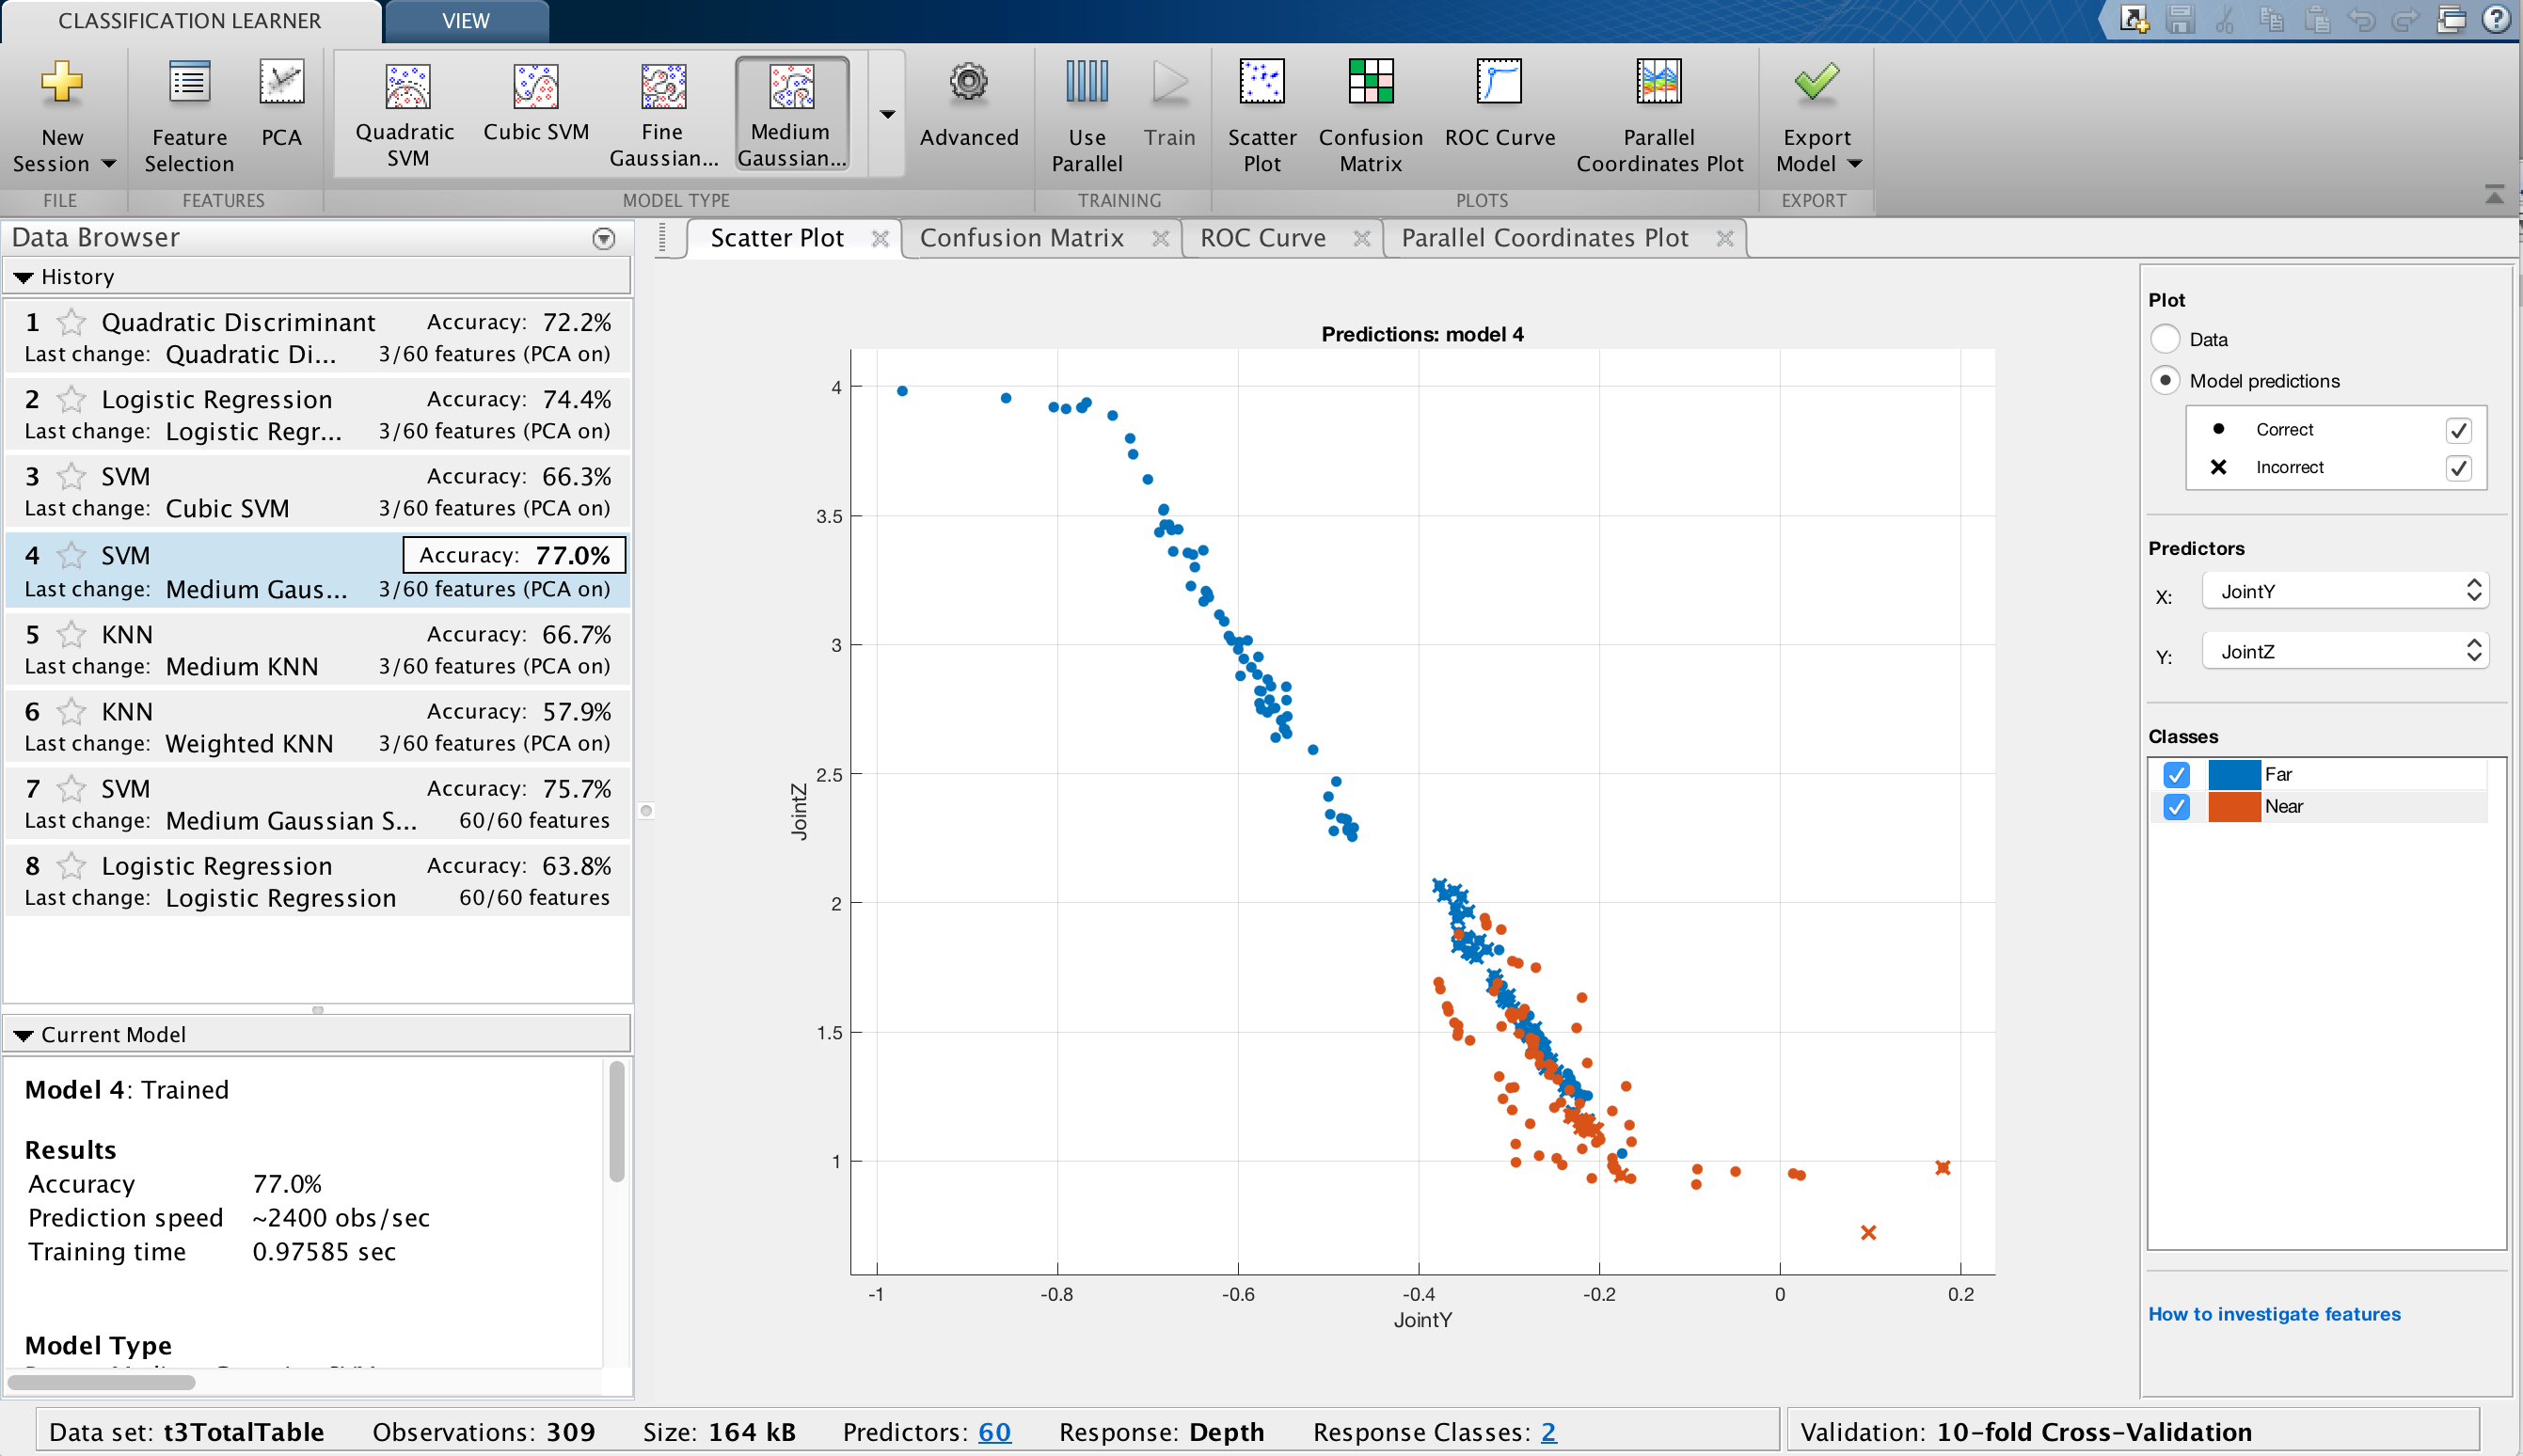 CLASSIFICATION LEARNER VIEW
New Session
Feature Selection
PCA
Quadratic SVM
Cubic SVM
Fine Gaussian...
Medium Gaussian...
Advanced
Use Parallel
Train
Scatter Plot
Confusion Matrix
ROC Curve
Parallel Coordinates Plot
Export Model
FILE FEATURES MODEL TYPE TRAINING PLOTS EXPORT
Data Browser
History
1 Quadratic Discriminant Accuracy: 72.2%
Last change: Quadratic Di... 3/60 features (PCA on)
2 Logistic Regression Accuracy: 74.4%
Last change: Logistic Regr... 3/60 features (PCA on)
3 SVM Accuracy: 66.3%
Last change: Cubic SVM 3/60 features (PCA on)
4 SVM Accuracy: 77.0%
Last change: Medium Gaus... 3/60 features (PCA on)
5 KNN Accuracy: 66.7%
Last change: Medium KNN 3/60 features (PCA on)
6 KNN Accuracy: 57.9%
Last change: Weighted KNN 3/60 features (PCA on)
7 SVM Accuracy: 75.7%
Last change: Medium Gaussian S... 60/60 features
8 Logistic Regression Accuracy: 63.8%
Last change: Logistic Regression 60/60 features
Current Model
Model 4: Trained
Results
Accuracy 77.0%
Prediction speed ~2400 obs/sec
Training time 0.97585 sec
Model Type
Scatter Plot Confusion Matrix ROC Curve Parallel Coordinates Plot
Predictions: model 4
4
3.5
3
2.5
2
1.5
1
JointZ
-1 -0.8 -0.6 -0.4 -0.2 0 0.2
JointY
Plot
Data
Model predictions
Correct
Incorrect
Predictors
X: JointY
Y: JointZ
Classes
Far
Near
How to investigate features
Data set: t3TotalTable Observations: 309 Size: 164 kB Predictors: 60 Response: Depth Response Classes: 2 Validation: 10-fold Cross-Validation